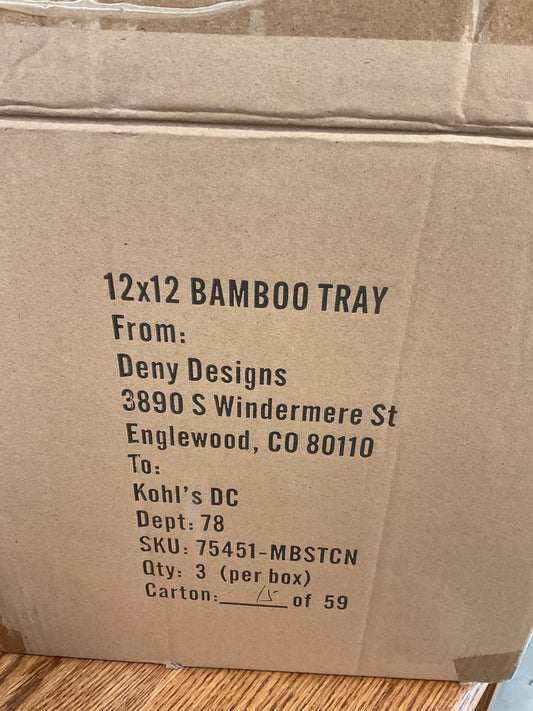 12x12 BAMBOO TRAY
From:
Deny Designs
3890 S Windermere St
Englewood, CO 80110
To:
Kohl's DC
Dept: 78
SKU: 75451-MBSTCN
Qty: 3 (per box)
Carton: 15 of 59